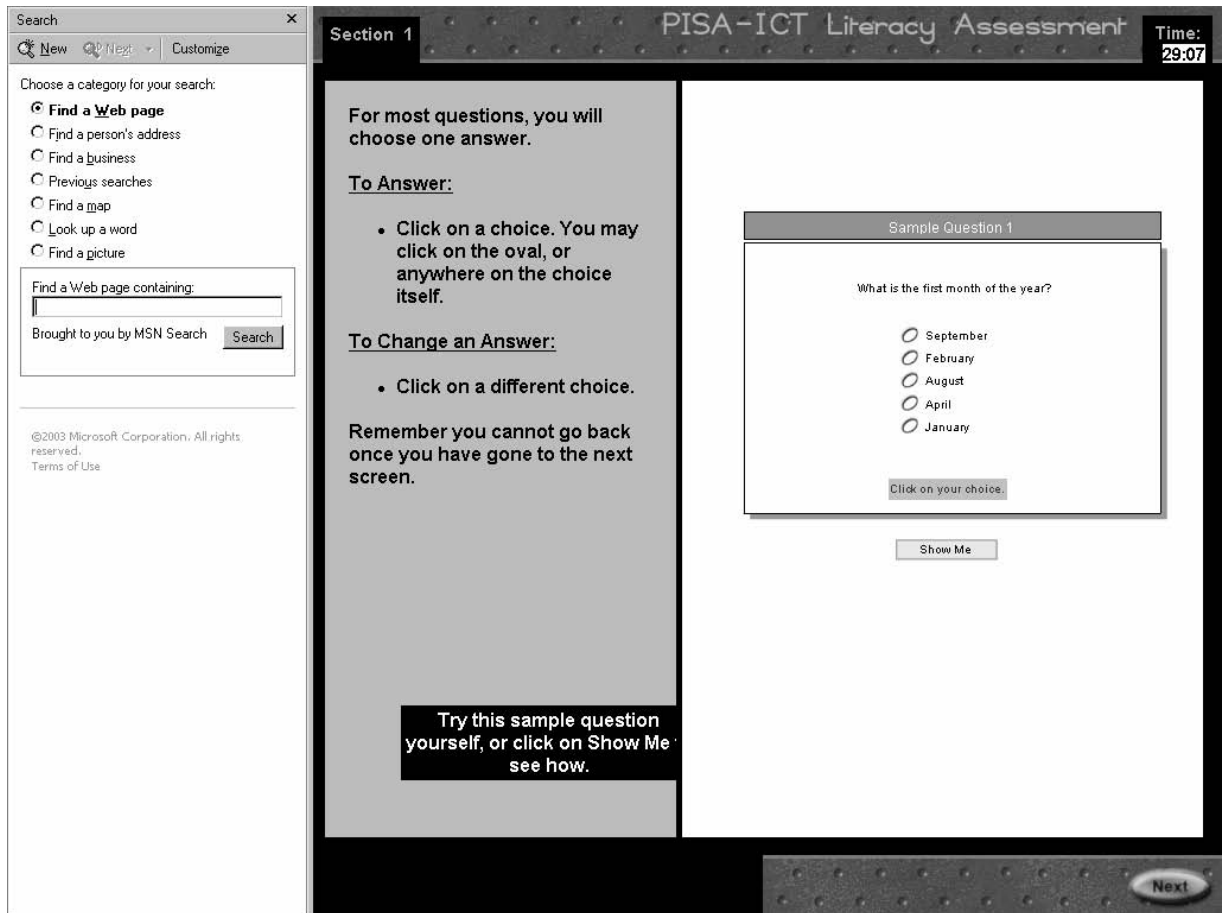 Search
New Next Customize
Choose a category for your search:
Find a Web page
Find a person's address
Find a business
Previous searches
Find a map
Look up a word
Find a picture
Find a Web page containing:
Brought to you by MSN Search Search
©2003 Microsoft Corporation. All rights
reserved.
Terms of Use
Section 1
PISA-ICT Literacy Assessment
Time:
29:07
For most questions, you will
choose one answer.
To Answer:
• Click on a choice. You may
click on the oval, or
anywhere on the choice
itself.
To Change an Answer:
• Click on a different choice.
Remember you cannot go back
once you have gone to the next
screen.
Try this sample question
yourself, or click on Show Me
see how.
Sample Question 1
What is the first month of the year?
September
February
August
April
January
Click on your choice.
Show Me
Next